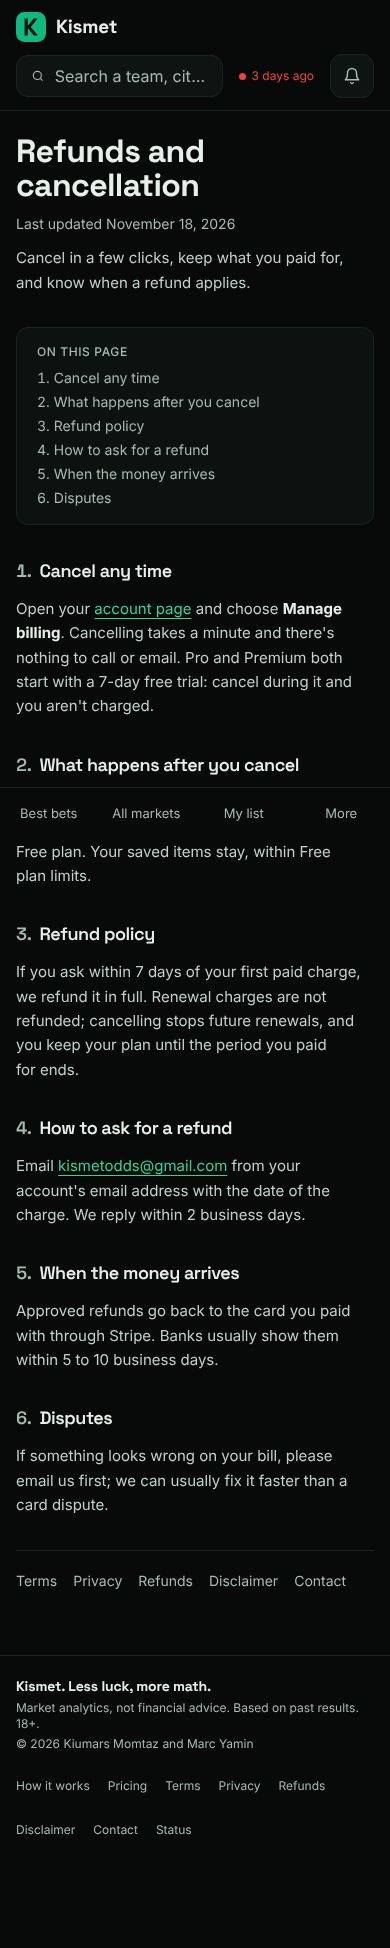 Kismet
Search a team, cit...
3 days ago
Refunds and
cancellation
Last updated November 18, 2026
Cancel in a few clicks, keep what you paid for,
and know when a refund applies.
ON THIS PAGE
1. Cancel any time
2. What happens after you cancel
3. Refund policy
4. How to ask for a refund
5. When the money arrives
6. Disputes
1. Cancel any time
Open your account page and choose Manage
billing. Cancelling takes a minute and there's
nothing to call or email. Pro and Premium both
start with a 7-day free trial: cancel during it and
you aren't charged.
2. What happens after you cancel
Best bets All markets My list More
Free plan. Your saved items stay, within Free
plan limits.
3. Refund policy
If you ask within 7 days of your first paid charge,
we refund it in full. Renewal charges are not
refunded; cancelling stops future renewals, and
you keep your plan until the period you paid
for ends.
4. How to ask for a refund
Email kismetodds@gmail.com from your
account's email address with the date of the
charge. We reply within 2 business days.
5. When the money arrives
Approved refunds go back to the card you paid
with through Stripe. Banks usually show them
within 5 to 10 business days.
6. Disputes
If something looks wrong on your bill, please
email us first; we can usually fix it faster than a
card dispute.
Terms Privacy Refunds Disclaimer Contact
Kismet. Less luck, more math.
Market analytics, not financial advice. Based on past results.
18+.
© 2026 Kiumars Momtaz and Marc Yamin
How it works Pricing Terms Privacy Refunds
Disclaimer Contact Status